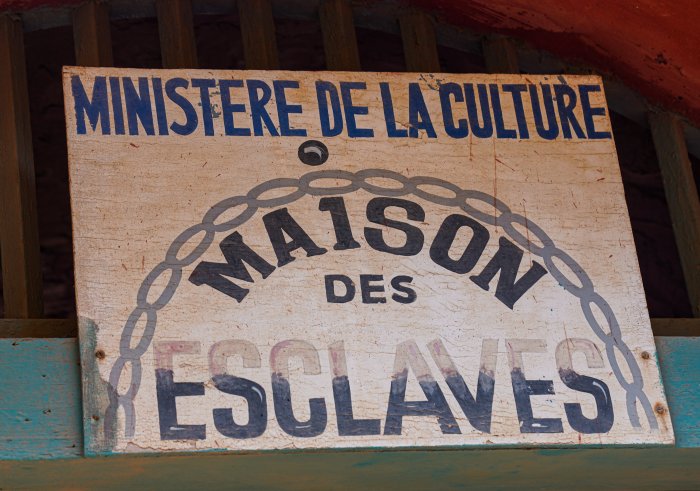 MINISTERE DE LA CULTURE
MAISON
DES
ESCLAVES